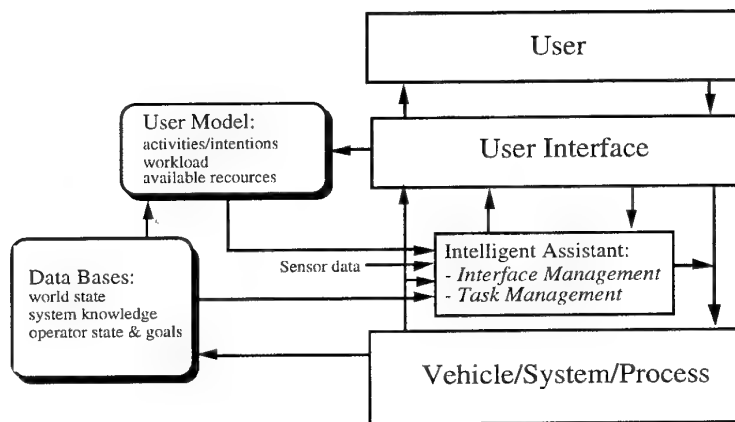 User
User Model:
activities/intentions
workload
available recources
User Interface
Data Bases:
world state
system knowledge
operator state & goals
Sensor data
Intelligent Assistant:
- Interface Management
- Task Management
Vehicle/System/Process